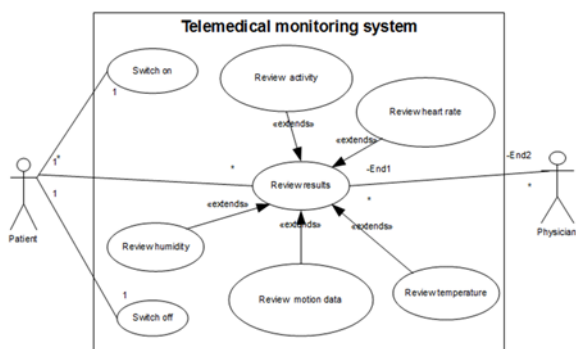 Telemedical monitoring system
Switch on
1
Review activity
Review heart rate
«extends»
«extends»
1
*
*
-End1
-End2
1
Review results
*
*
Patient
Physician
«extends»
«extends»
«extends»
Review humidity
1
Review motion data
Review temperature
Switch off